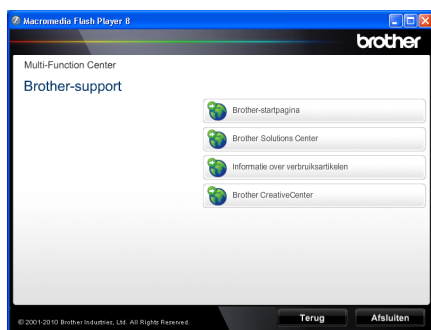 Macromedia Flash Player 8
brother
Multi-Function Center
Brother-support
Brother-startpagina
Brother Solutions Center
Informatie over verbruiksartikelen
Brother CreativeCenter
© 2001-2010 Brother Industries, Ltd. All Rights Reserved.
Terug
Afsluiten